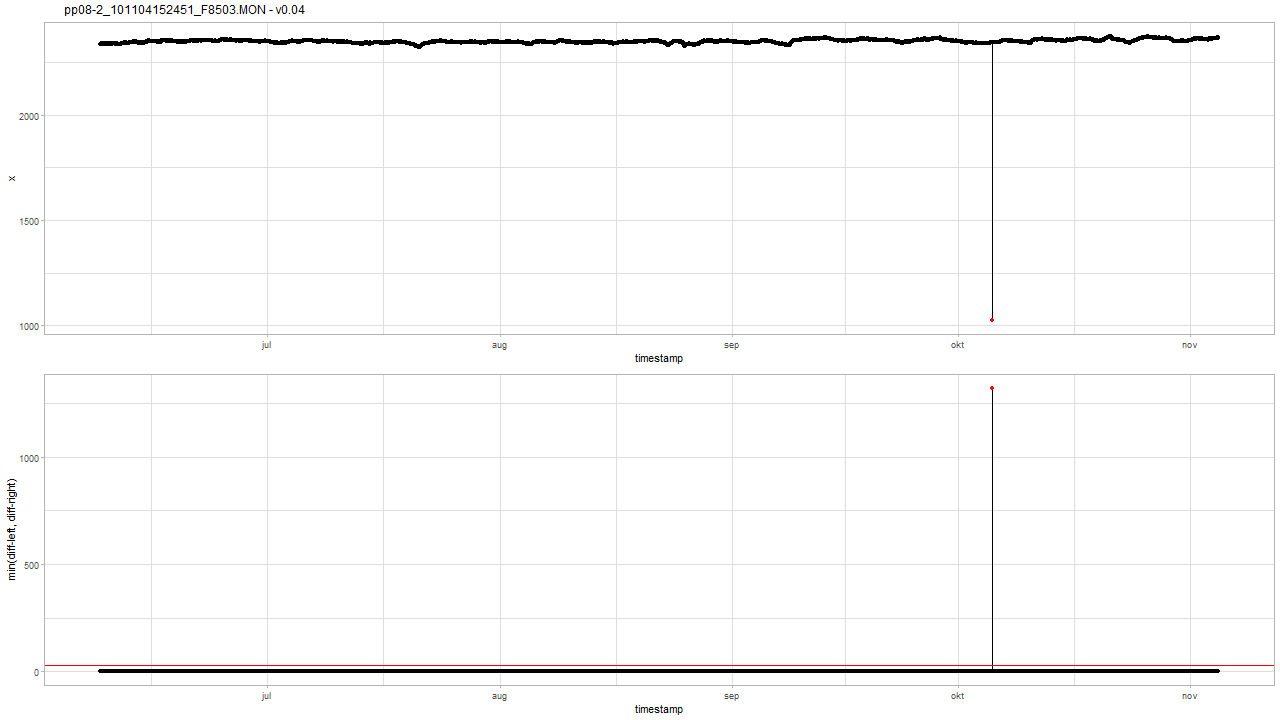 pp08-2_101104152451_F8503.MON - v0.04
2000
1500
1000
x
jul
aug
sep
okt
nov
timestamp
1000
500
0
min(diff-left, diff-right)
jul
aug
sep
okt
nov
timestamp